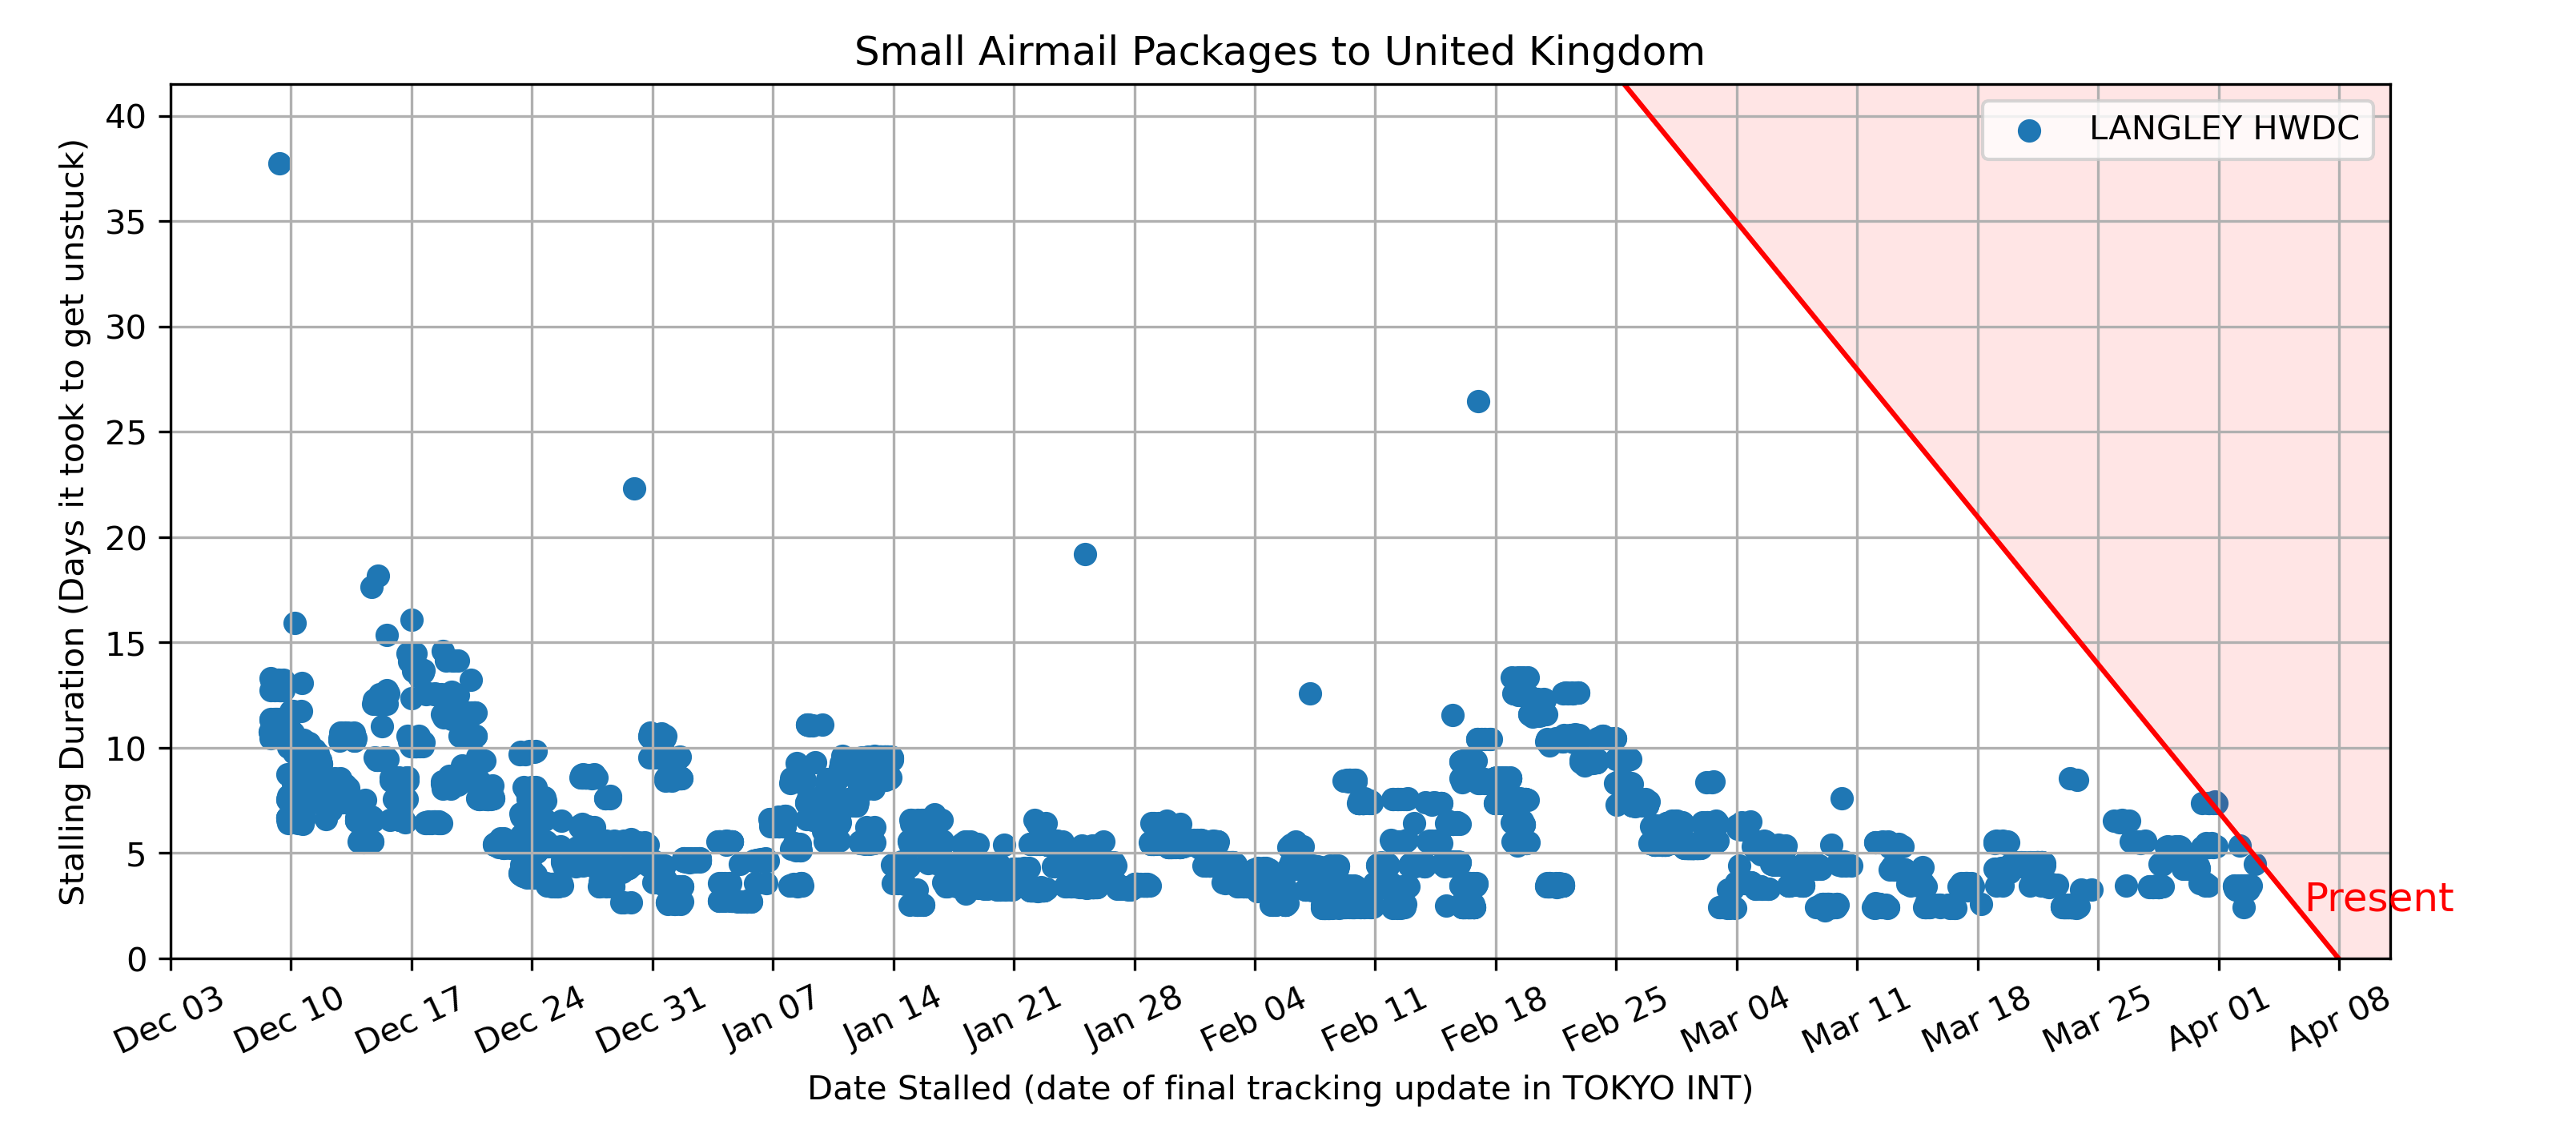 Small Airmail Packages to United Kingdom
LANGLEY HWDC
Stalling Duration (Days it took to get unstuck)
40
35
30
25
20
15
10
5
0
Present
Dec 03
Dec 10
Dec 17
Dec 24
Dec 31
Jan 07
Jan 14
Jan 21
Jan 28
Feb 04
Feb 11
Feb 18
Feb 25
Mar 04
Mar 11
Mar 18
Mar 25
Apr 01
Apr 08
Date Stalled (date of final tracking update in TOKYO INT)